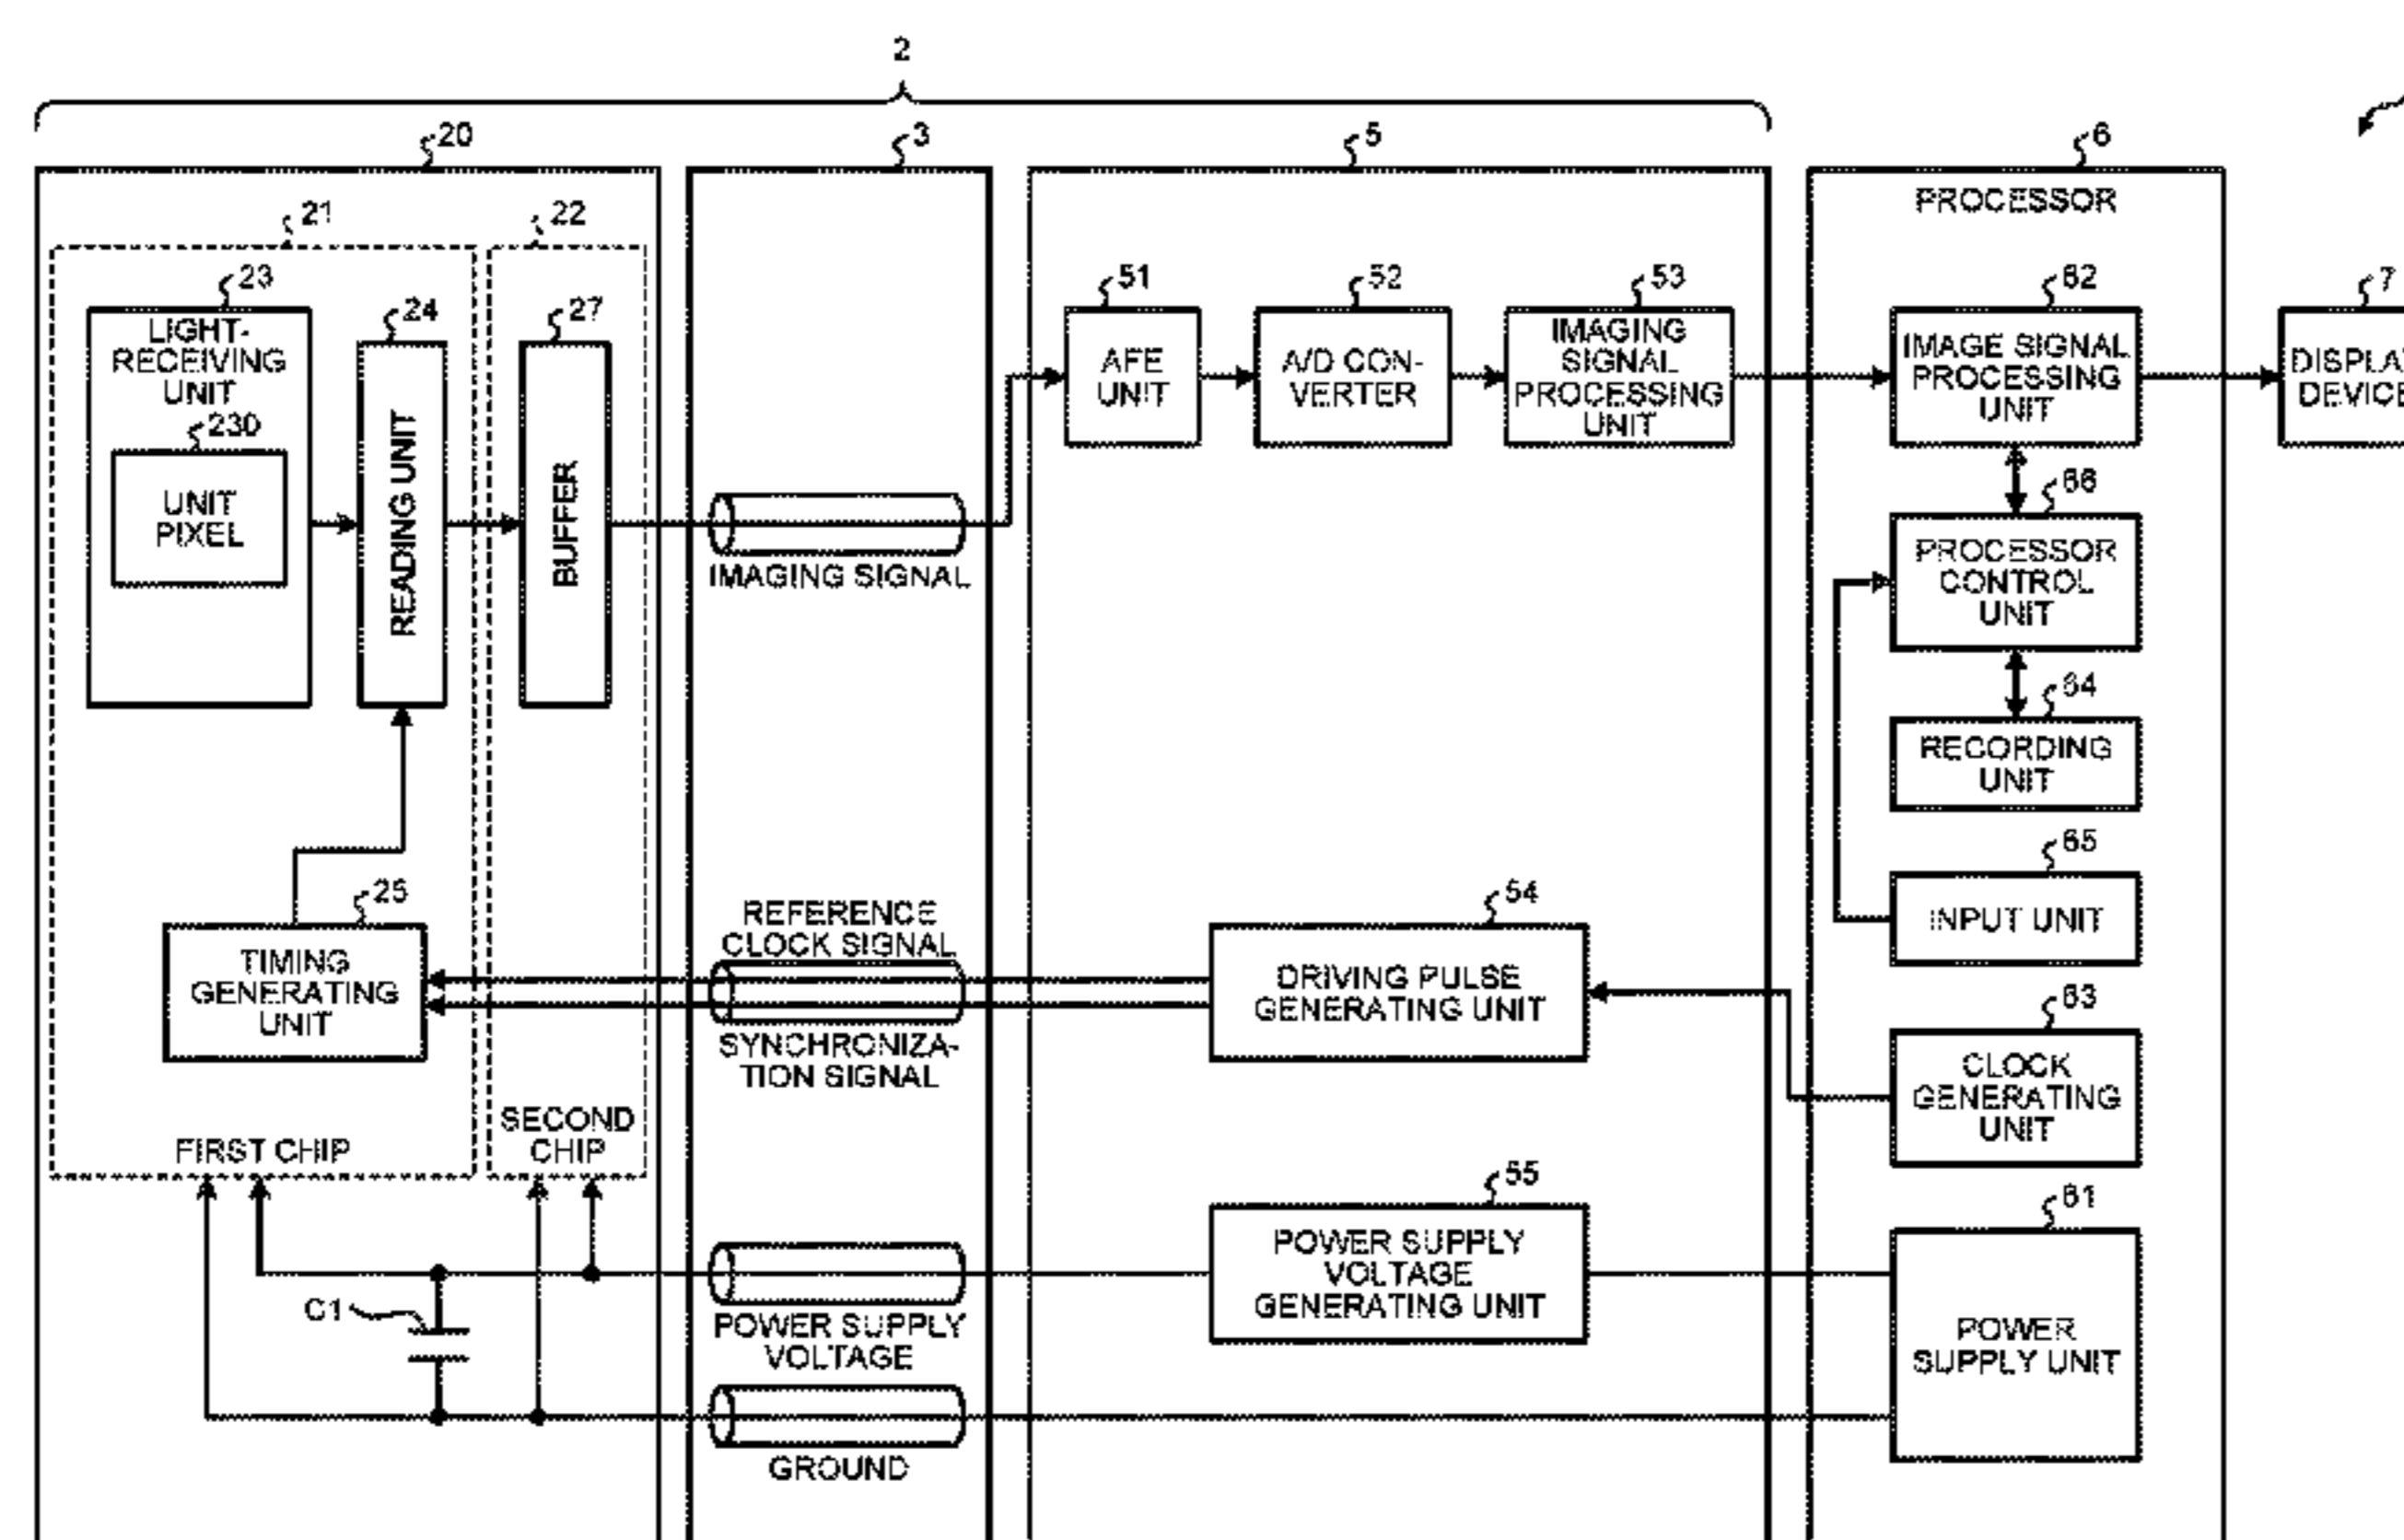 2
20
3
5
6
PROCESSOR
21
22
23
LIGHT-
RECEIVING
UNIT
230
UNIT
PIXEL
24
READING UNIT
27
BUFFER
IMAGING SIGNAL
51
AFE
UNIT
52
A/D CON-
VERTER
53
IMAGING
SIGNAL
PROCESSING
UNIT
62
IMAGE SIGNAL
PROCESSING
UNIT
7
DISPLAY
DEVICE
66
PROCESSOR
CONTROL
UNIT
64
RECORDING
UNIT
65
INPUT UNIT
25
TIMING
GENERATING
UNIT
REFERENCE
CLOCK SIGNAL
SYNCHRONIZA-
TION SIGNAL
54
DRIVING PULSE
GENERATING UNIT
63
CLOCK
GENERATING
UNIT
FIRST CHIP
SECOND
CHIP
55
POWER SUPPLY
VOLTAGE
GENERATING UNIT
61
POWER
SUPPLY UNIT
C1
POWER SUPPLY
VOLTAGE
GROUND